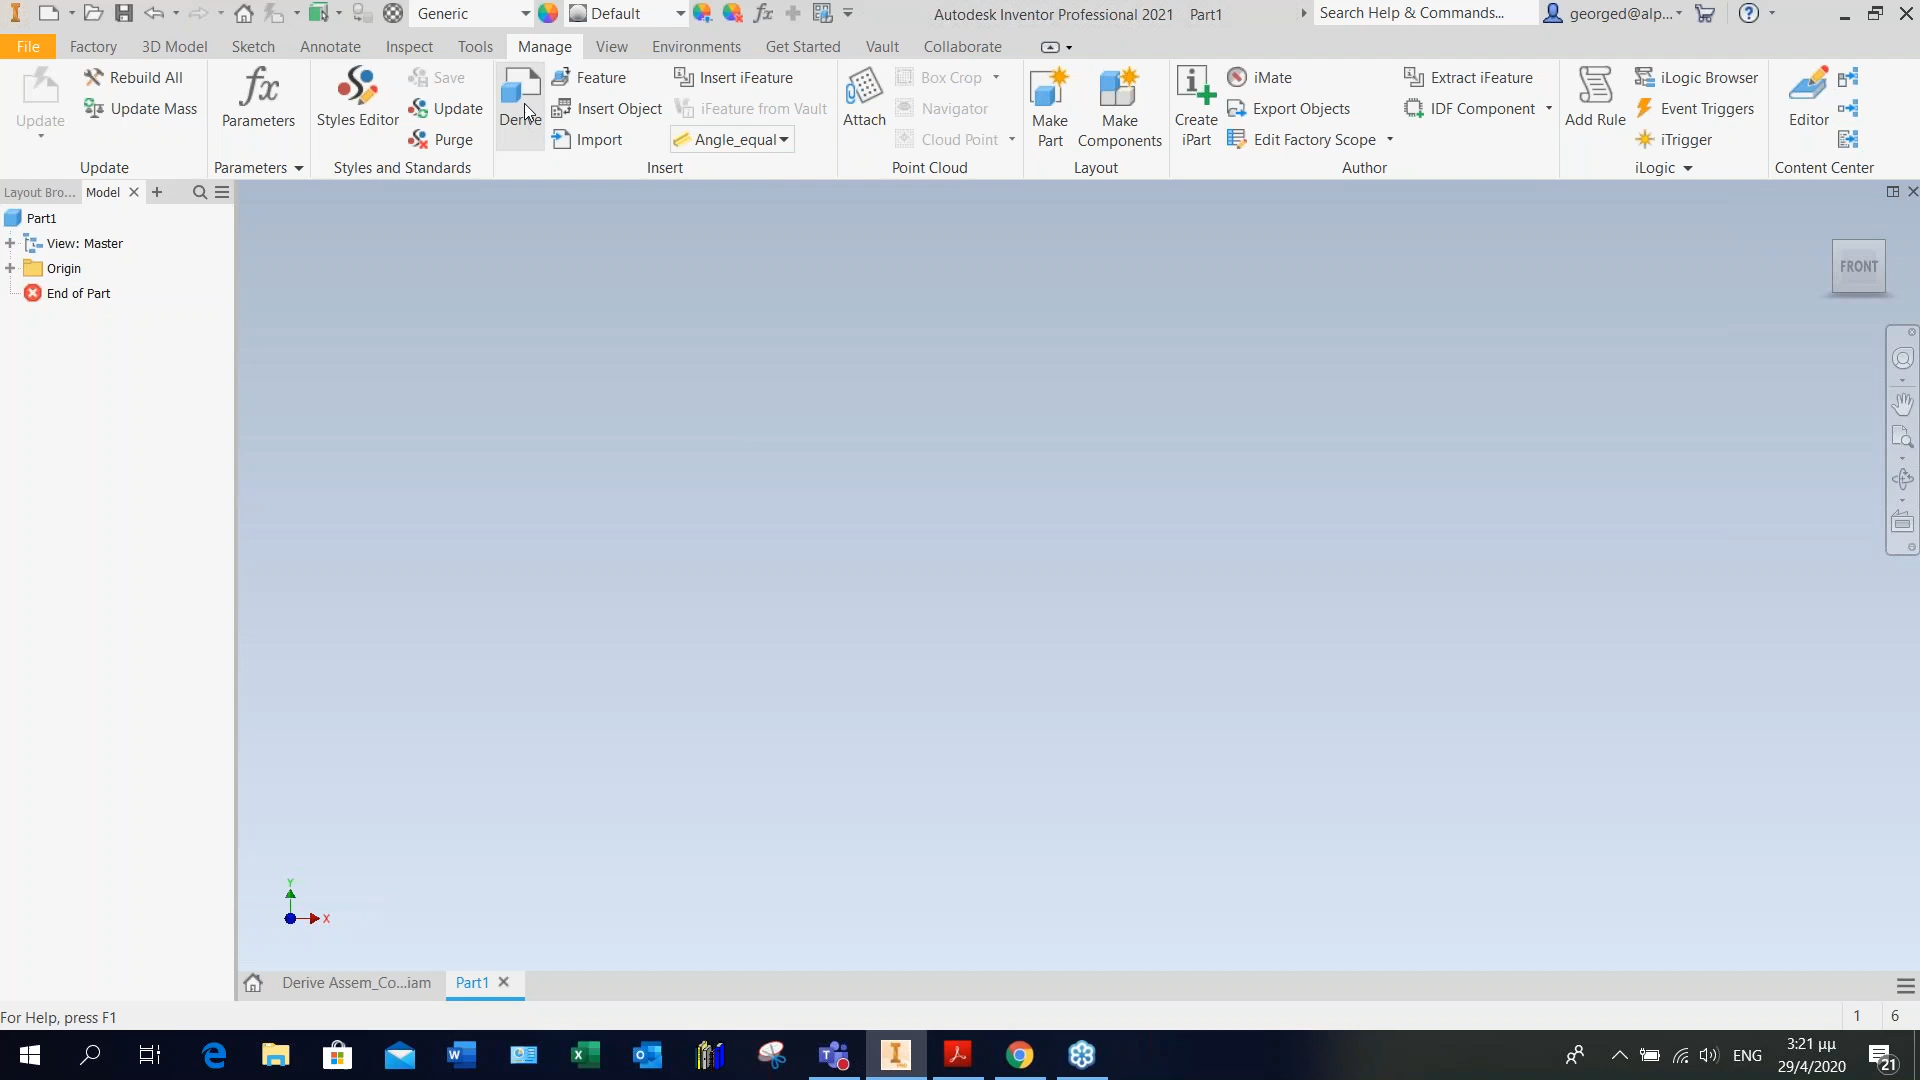 Generic
Default
Autodesk Inventor Professional 2021 Part1
Search Help & Commands...
georged@alp...
File Factory 3D Model Sketch Annotate Inspect Tools Manage View Environments Get Started Vault Collaborate
Update
Rebuild All
Update Mass
Update
fx
Parameters
Parameters
Styles Editor
Save
Update
Purge
Styles and Standards
Derive
Feature
Insert Object
Import
Insert iFeature
iFeature from Vault
Angle_equal
Insert
Attach
Box Crop
Navigator
Cloud Point
Point Cloud
Make
Part
Make
Components
Layout
Create
iPart
iMate
Export Objects
Edit Factory Scope
Extract iFeature
IDF Component
Author
Add Rule
iLogic Browser
Event Triggers
iTrigger
iLogic
Editor
Content Center
Layout Bro... Model
Part1
View: Master
Origin
End of Part
FRONT
Y
X
Derive Assem_Co...iam Part1
For Help, press F1
1 6
ENG
3:21 μμ
29/4/2020
21